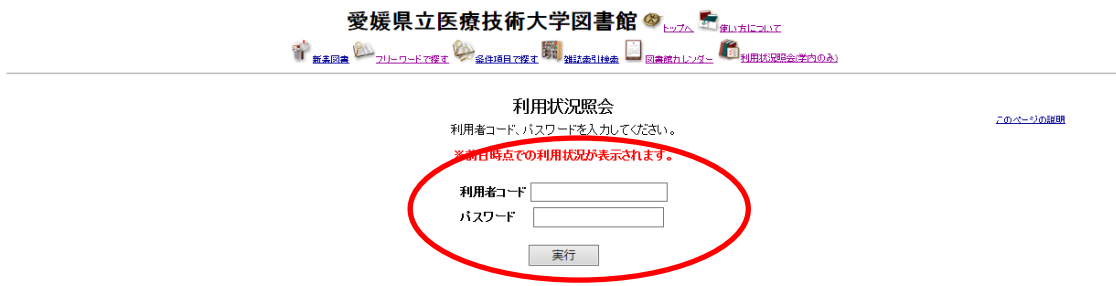 愛媛県立医療技術大学図書館 トップへ 使い方について
新着図書 フリーワードで探す 条件項目で探す 雑誌索引検索 図書館カレンダー 利用状況照会(学内のみ)
利用状況照会
利用者コード、パスワードを入力してください。
このページの説明
※前日時点での利用状況が表示されます。
利用者コード
パスワード
実行